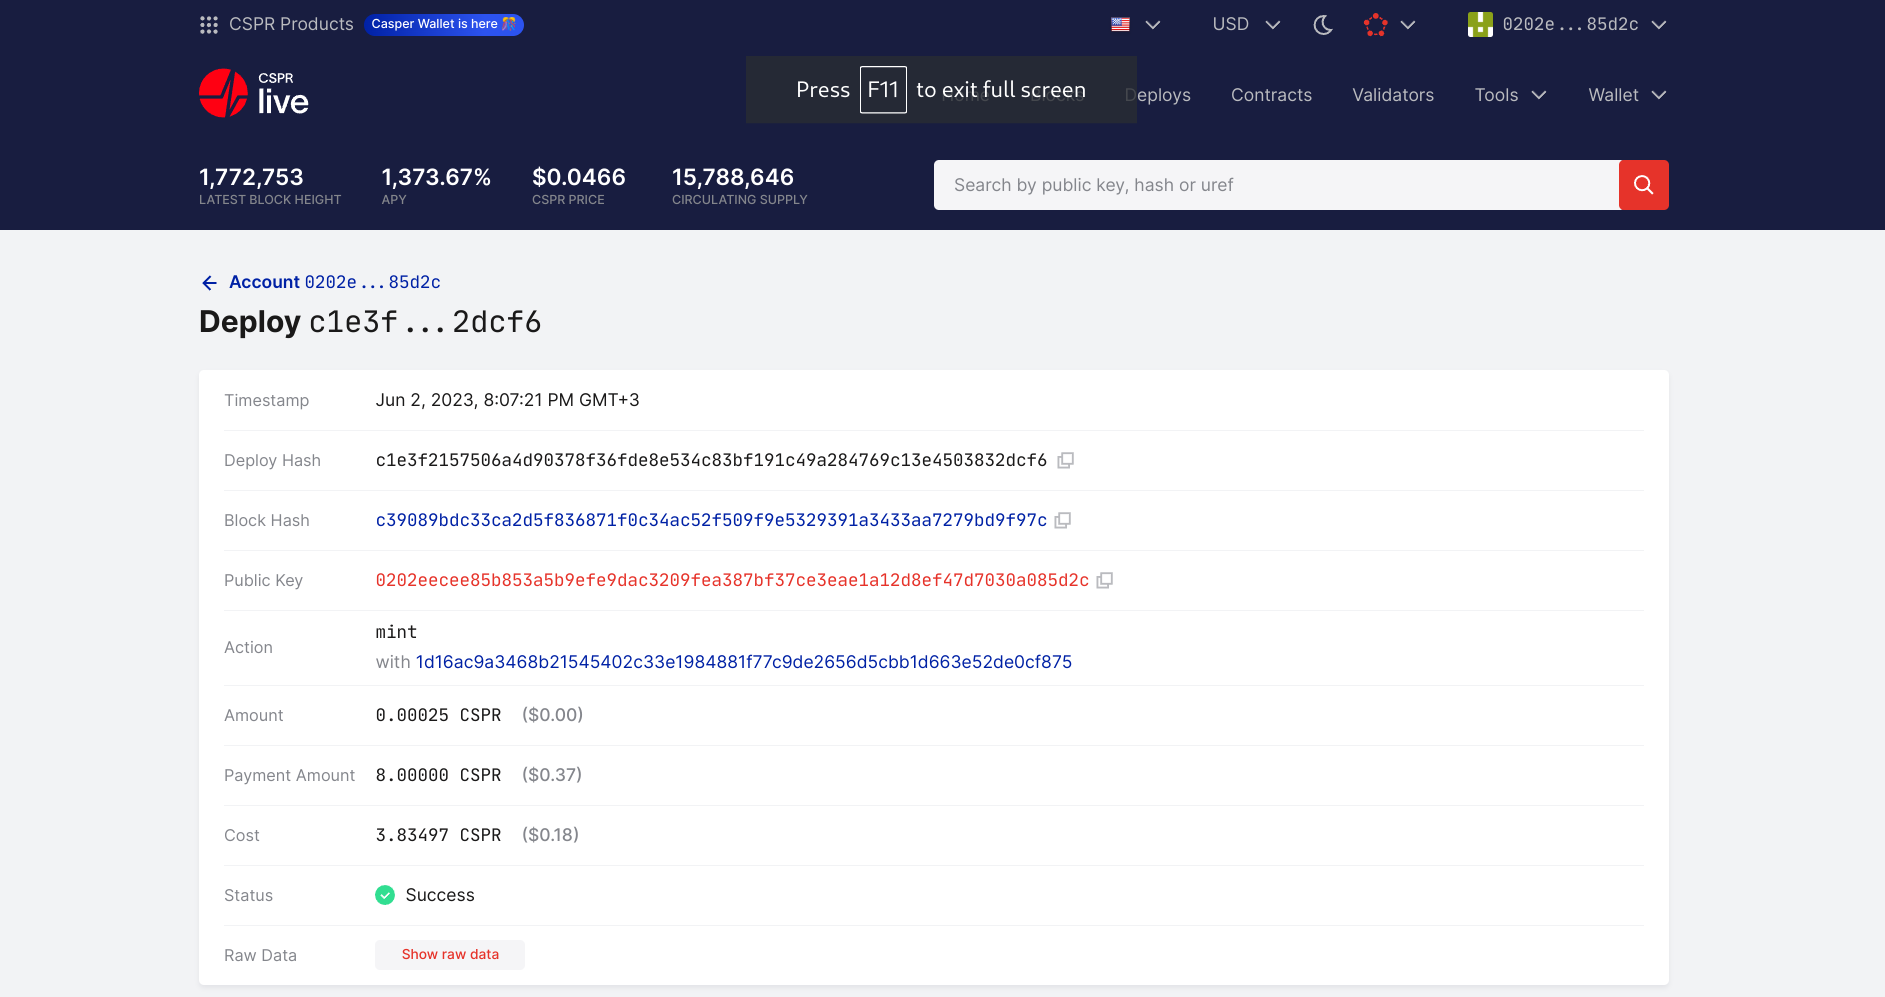 CSPR Products Casper Wallet is here 🎊
USD
0202e...85d2c
CSPR
live
Press F11 to exit full screen
Deploys Contracts Validators Tools Wallet
1,772,753
LATEST BLOCK HEIGHT
1,373.67%
APY
$0.0466
CSPR PRICE
15,788,646
CIRCULATING SUPPLY
Search by public key, hash or uref
Account 0202e...85d2c
Deploy c1e3f...2dcf6
Timestamp Jun 2, 2023, 8:07:21 PM GMT+3
Deploy Hash c1e3f2157506a4d90378f36fde8e534c83bf191c49a284769c13e4503832dcf6
Block Hash c39089bdc33ca2d5f836871f0c34ac52f509f9e5329391a3433aa7279bd9f97c
Public Key 0202eecee85b853a5b9efe9dac3209fea387bf37ce3eae1a12d8ef47d7030a085d2c
Action mint
with 1d16ac9a3468b21545402c33e1984881f77c9de2656d5cbb1d663e52de0cf875
Amount 0.00025 CSPR ($0.00)
Payment Amount 8.00000 CSPR ($0.37)
Cost 3.83497 CSPR ($0.18)
Status Success
Raw Data Show raw data